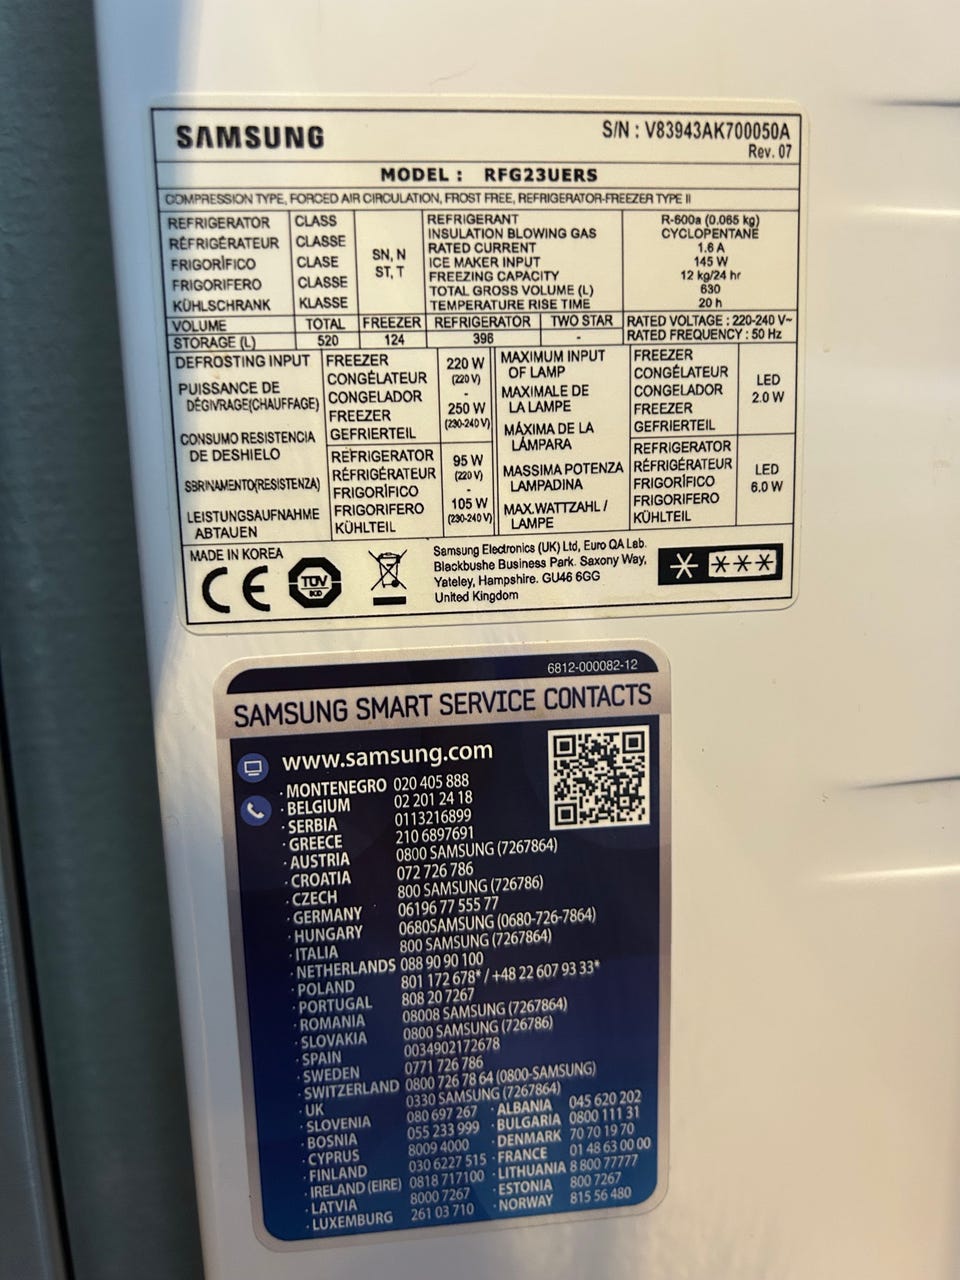 SAMSUNG
S/N : V83943AK700050A
Rev. 07
MODEL : RFG23UERS
COMPRESSION TYPE, FORCED AIR CIRCULATION, FROST FREE, REFRIGERATOR-FREEZER TYPE II
REFRIGERATOR CLASS
RÉFRIGÉRATEUR CLASSE
FRIGORÍFICO CLASE
FRIGORIFERO CLASSE
KÜHLSCHRANK KLASSE
SN, N
ST, T
REFRIGERANT R-600a (0.065 kg)
INSULATION BLOWING GAS CYCLOPENTANE
RATED CURRENT 1.6 A
ICE MAKER INPUT 145 W
FREEZING CAPACITY 12 kg/24 hr
TOTAL GROSS VOLUME (L) 630
TEMPERATURE RISE TIME 20 h
VOLUME TOTAL FREEZER REFRIGERATOR TWO STAR
STORAGE (L) 520 124 396 -
RATED VOLTAGE : 220-240 V~
RATED FREQUENCY : 50 Hz
DEFROSTING INPUT
PUISSANCE DE
DÉGIVRAGE(CHAUFFAGE)
CONSUMO RESISTENCIA
DE DESHIELO
SBRINAMENTO(RESISTENZA)
LEISTUNGSAUFNAHME
ABTAUEN
FREEZER
CONGÉLATEUR
CONGELADOR
FREEZER
GEFRIERTEIL
220 W
(220 V)
-
250 W
(230-240 V)
REFRIGERATOR
RÉFRIGÉRATEUR
FRIGORÍFICO
FRIGORIFERO
KÜHLTEIL
95 W
(220 V)
-
105 W
(230-240 V)
MAXIMUM INPUT
OF LAMP
MAXIMALE DE
LA LAMPE
MÁXIMA DE LA
LÁMPARA
MASSIMA POTENZA
LAMPADINA
MAX.WATTZAHL /
LAMPE
FREEZER
CONGÉLATEUR
CONGELADOR
FREEZER
GEFRIERTEIL
LED
2.0 W
REFRIGERATOR
RÉFRIGÉRATEUR
FRIGORÍFICO
FRIGORIFERO
KÜHLTEIL
LED
6.0 W
MADE IN KOREA
CE
TÜV
Samsung Electronics (UK) Ltd, Euro QA Lab.
Blackbushe Business Park. Saxony Way,
Yateley, Hampshire. GU46 6GG
United Kingdom
6812-000082-12
SAMSUNG SMART SERVICE CONTACTS
www.samsung.com
· MONTENEGRO 020 405 888
· BELGIUM 02 201 24 18
· SERBIA 0113216899
· GREECE 210 6897691
· AUSTRIA 0800 SAMSUNG (7267864)
· CROATIA 072 726 786
· CZECH 800 SAMSUNG (726786)
· GERMANY 06196 77 555 77
· HUNGARY 0680SAMSUNG (0680-726-7864)
· ITALIA 800 SAMSUNG (7267864)
· NETHERLANDS 088 90 90 100
· POLAND 801 172 678* / +48 22 607 93 33*
· PORTUGAL 808 20 7267
· ROMANIA 08008 SAMSUNG (7267864)
· SLOVAKIA 0800 SAMSUNG (726786)
· SPAIN 0034902172678
· SWEDEN 0771 726 786
· SWITZERLAND 0800 726 78 64 (0800-SAMSUNG)
· UK 0330 SAMSUNG (7267864)
· SLOVENIA 080 697 267
· BOSNIA 055 233 999
· CYPRUS 8009 4000
· FINLAND 030 6227 515
· IRELAND (EIRE) 0818 717100
· LATVIA 8000 7267
· LUXEMBURG 261 03 710
· ALBANIA 045 620 202
· BULGARIA 0800 111 31
· DENMARK 70 70 19 70
· FRANCE 01 48 63 00 00
· LITHUANIA 8 800 77777
· ESTONIA 800 7267
· NORWAY 815 56 480